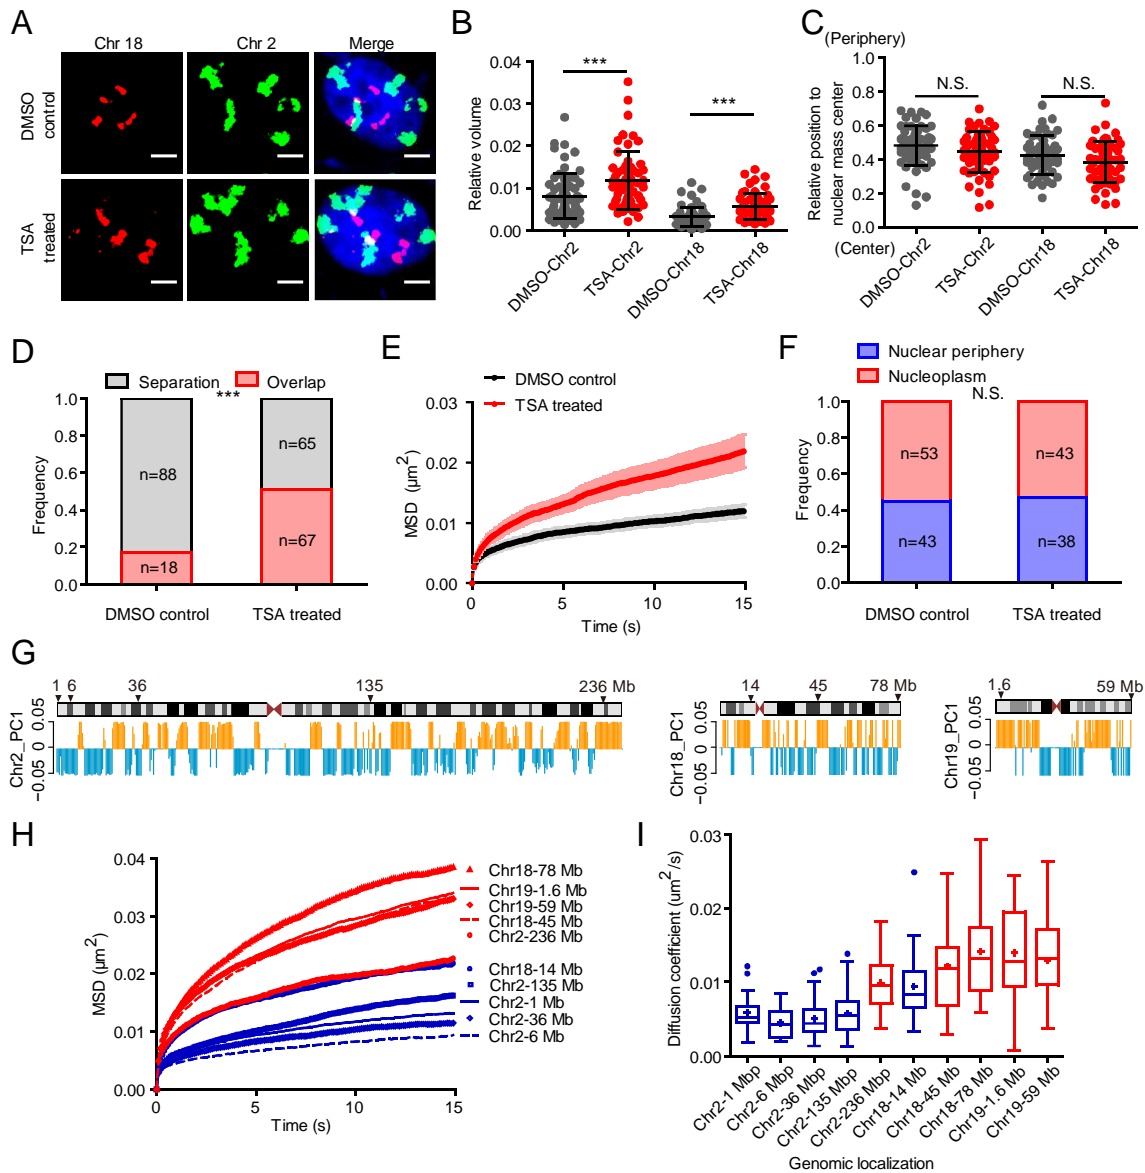 A
Chr 18
Chr 2
Merge
DMSO
control
TSA
treated
B
Relative volume
0.04
0.03
0.02
0.01
0.00
***
***
DMSO-Chr2
TSA-Chr2
DMSO-Chr18
TSA-Chr18
C
(Periphery)
Relative position to
nuclear mass center
1.0
0.8
0.6
0.4
0.2
0.0
(Center)
N.S.
N.S.
DMSO-Chr2
TSA-Chr2
DMSO-Chr18
TSA-Chr18
D
Separation
Overlap
***
Frequency
1.0
0.8
0.6
0.4
0.2
0.0
n=88
n=18
n=65
n=67
DMSO control
TSA treated
E
DMSO control
TSA treated
MSD (µm²)
0.03
0.02
0.01
0.00
0
5
10
15
Time (s)
F
Nuclear periphery
Nucleoplasm
N.S.
Frequency
1.0
0.8
0.6
0.4
0.2
0.0
n=53
n=43
n=43
n=38
DMSO control
TSA treated
G
1 6 36 135 236 Mb
Chr2_PC1
0.05
0
−0.05
14 45 78 Mb
Chr18_PC1
0.05
0
−0.05
1.6 59 Mb
Chr19_PC1
0.05
0
−0.05
H
MSD (µm²)
0.04
0.03
0.02
0.01
0.00
0
5
10
15
Time (s)
Chr18-78 Mb
Chr19-1.6 Mb
Chr19-59 Mb
Chr18-45 Mb
Chr2-236 Mb
Chr18-14 Mb
Chr2-135 Mb
Chr2-1 Mb
Chr2-36 Mb
Chr2-6 Mb
I
Diffusion coefficient (um²/s)
0.03
0.02
0.01
0.00
Chr2-1 Mbp
Chr2-6 Mbp
Chr2-36 Mbp
Chr2-135 Mbp
Chr2-236 Mbp
Chr18-14 Mb
Chr18-45 Mb
Chr18-78 Mb
Chr19-1.6 Mb
Chr19-59 Mb
Genomic localization